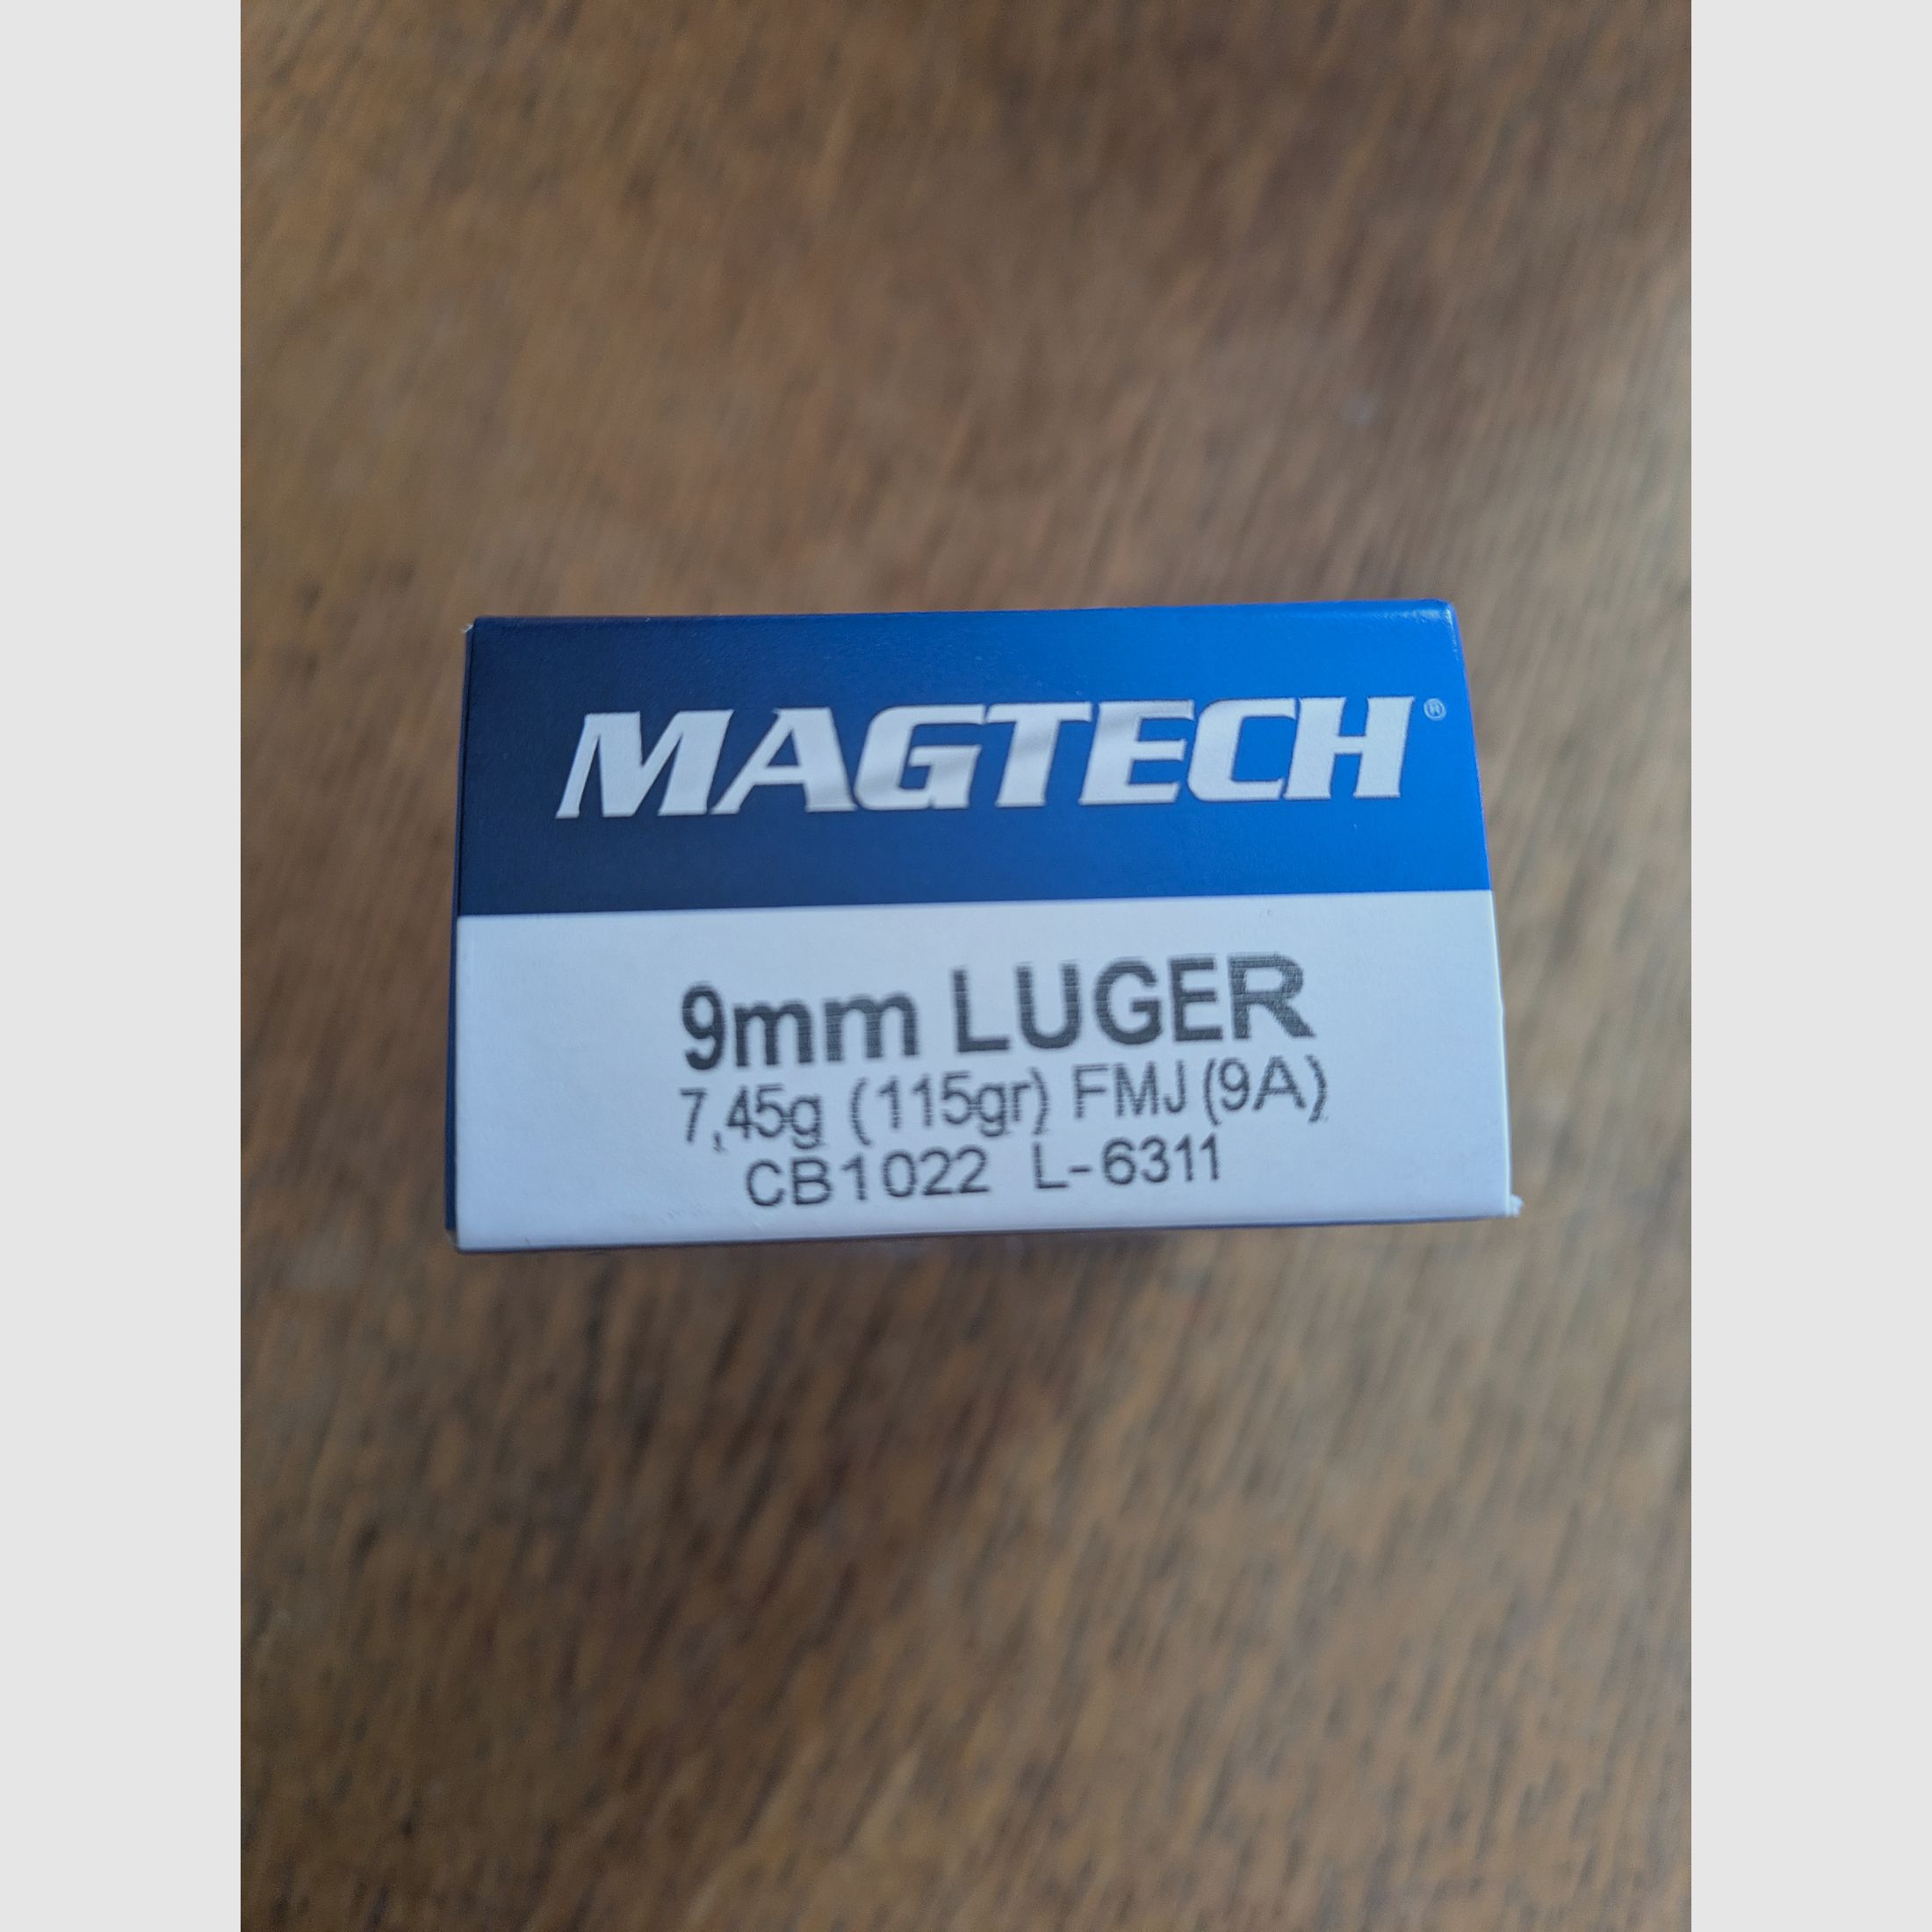 MAGTECH®
9mm LUGER
7,45g (115gr) FMJ (9A)
CB1022 L-6311